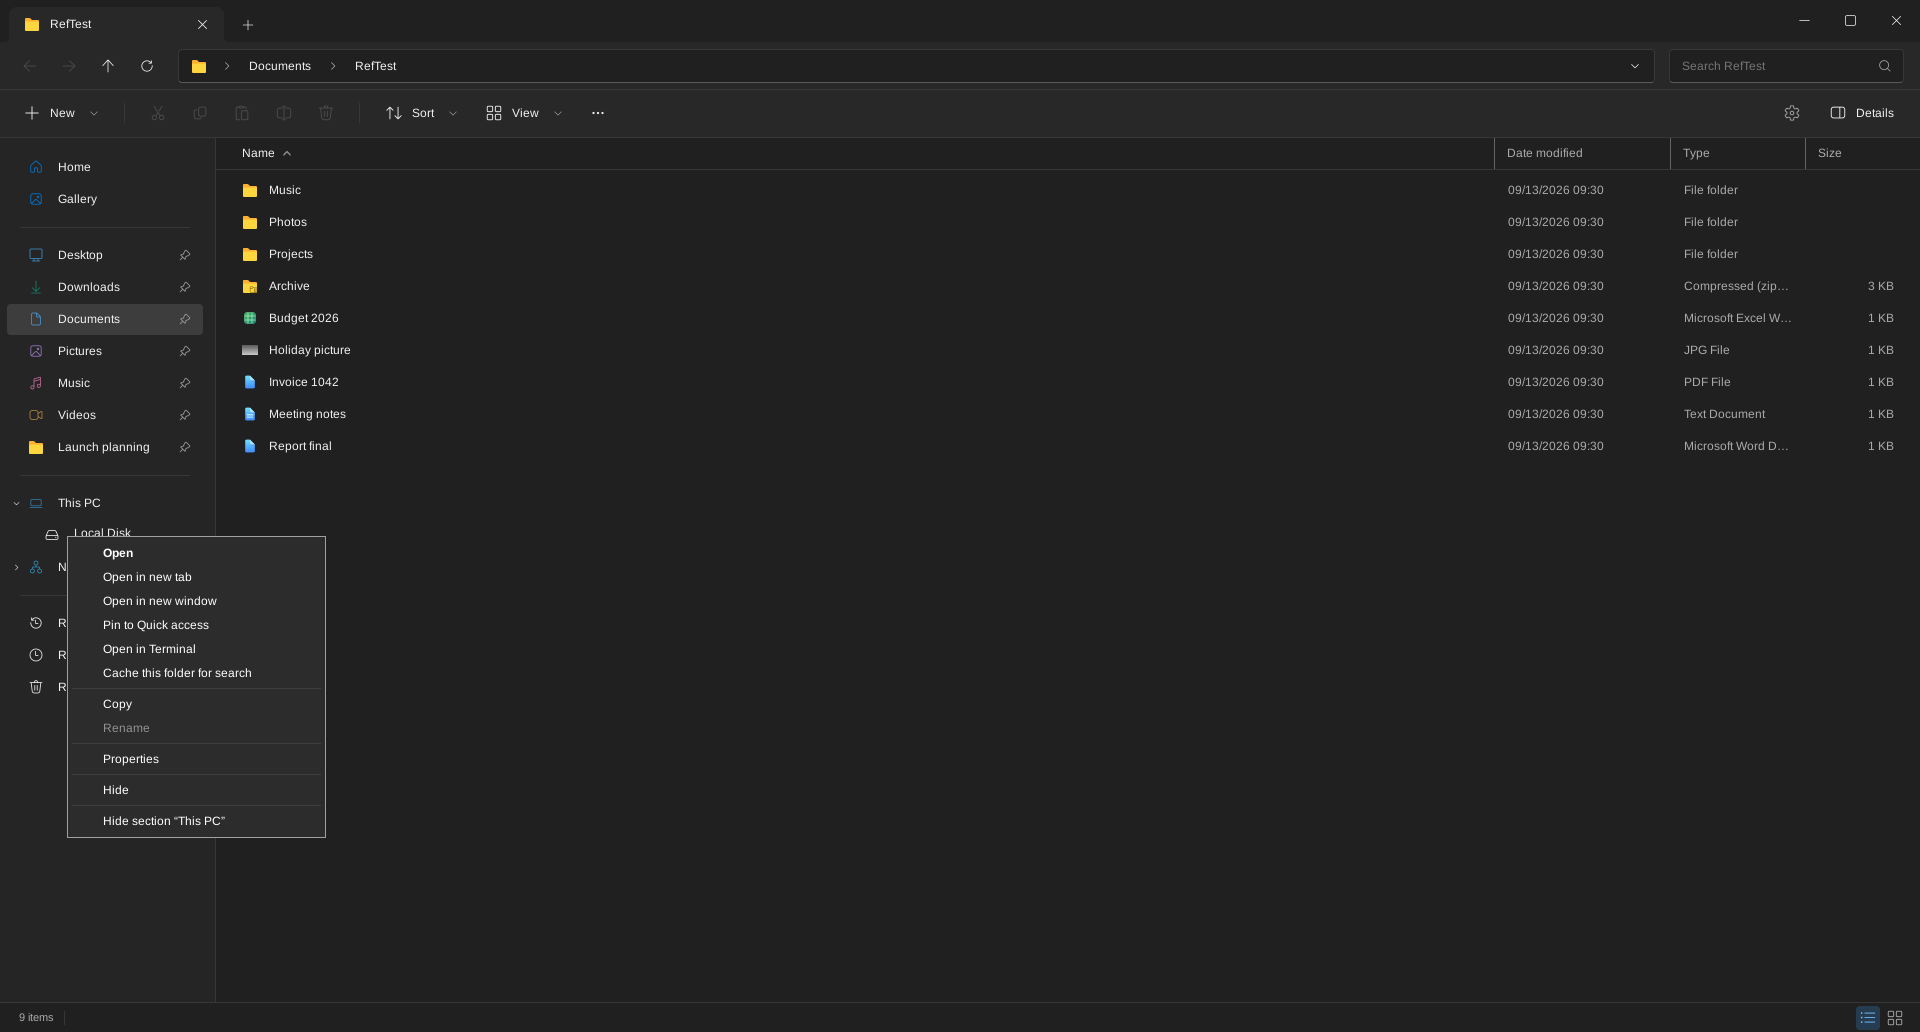 RefTest
Documents
RefTest
Search RefTest
New
Sort
View
Details
Home
Gallery
Desktop
Downloads
Documents
Pictures
Music
Videos
Launch planning
This PC
Local Disk
N
R
R
R
Name
Date modified
Type
Size
Music 09/13/2026 09:30 File folder
Photos 09/13/2026 09:30 File folder
Projects 09/13/2026 09:30 File folder
Archive 09/13/2026 09:30 Compressed (zip… 3 KB
Budget 2026 09/13/2026 09:30 Microsoft Excel W… 1 KB
Holiday picture 09/13/2026 09:30 JPG File 1 KB
Invoice 1042 09/13/2026 09:30 PDF File 1 KB
Meeting notes 09/13/2026 09:30 Text Document 1 KB
Report final 09/13/2026 09:30 Microsoft Word D… 1 KB
Open
Open in new tab
Open in new window
Pin to Quick access
Open in Terminal
Cache this folder for search
Copy
Rename
Properties
Hide
Hide section “This PC”
9 items